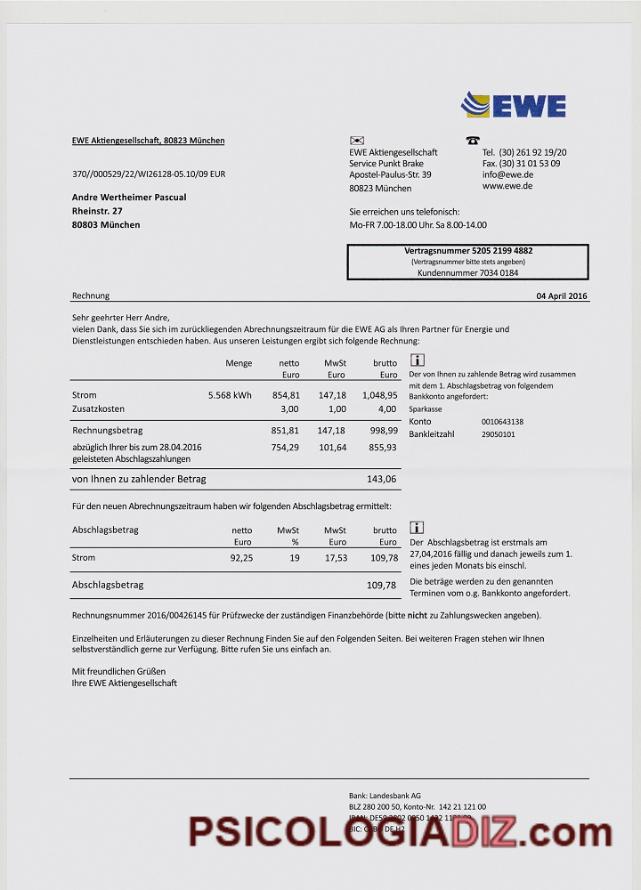 EWE
EWE Aktiengesellschaft, 80823 München
EWE Aktiengesellschaft
Service Punkt Brake
Apostel-Paulus-Str. 39
80823 München
Tel. (30) 261 92 19/20
Fax. (30) 31 01 53 09
info@ewe.de
www.ewe.de
370//000529/22/WI26128-05.10/09 EUR
Andre Wertheimer Pascual
Rheinstr. 27
80803 München
Sie erreichen uns telefonisch:
Mo-FR 7.00-18.00 Uhr. Sa 8.00-14.00
Vertragsnummer 5205 2199 4882
(Vertragsnummer bitte stets angeben)
Kundennummer 7034 0184
Rechnung 04 April 2016
Sehr geehrter Herr Andre,
vielen Dank, dass Sie sich im zurückliegenden Abrechnungszeitraum für die EWE AG als Ihren Partner für Energie und
Dienstleistungen entschieden haben. Aus unseren Leistungen ergibt sich folgende Rechnung:
Menge netto MwSt brutto
Euro Euro Euro
Strom 5.568 kWh 854,81 147,18 1,048,95
Zusatzkosten 3,00 1,00 4,00
Rechnungsbetrag 851,81 147,18 998,99
abzüglich Ihrer bis zum 28.04.2016 754,29 101,64 855,93
geleisteten Abschlagszahlungen
von Ihnen zu zahlender Betrag 143,06
i
Der von Ihnen zu zahlende Betrag wird zusammen
mit dem 1. Abschlagsbetrag von folgendem
Bankkonto angefordert:
Sparkasse
Konto 0010643138
Bankleitzahl 29050101
Für den neuen Abrechnungszeitraum haben wir folgenden Abschlagsbetrag ermittelt:
Abschlagsbetrag netto MwSt MwSt brutto
Euro % Euro Euro
Strom 92,25 19 17,53 109,78
Abschlagsbetrag 109,78
i
Der Abschlagsbetrag ist erstmals am
27,04,2016 fällig und danach jeweils zum 1.
eines jeden Monats bis einschl.
Die beträge werden zu den genannten
Terminen vom o.g. Bankkonto angefordert.
Rechnungsnummer 2016/00426145 für Prüfzwecke der zuständigen Finanzbehörde (bitte nicht zu Zahlungswecken angeben).
Einzelheiten und Erläuterungen zu dieser Rechnung Finden Sie auf den Folgenden Seiten. Bei weiteren Fragen stehen wir Ihnen
selbstverständlich gerne zur Verfügung. Bitte rufen Sie uns einfach an.
Mit freundlichen Grüßen
Ihre EWE Aktiengesellschaft
Bank: Landesbank AG
BLZ 280 200 50, Konto-Nr. 142 21 121 00
PSICOLOGIADIZ.com